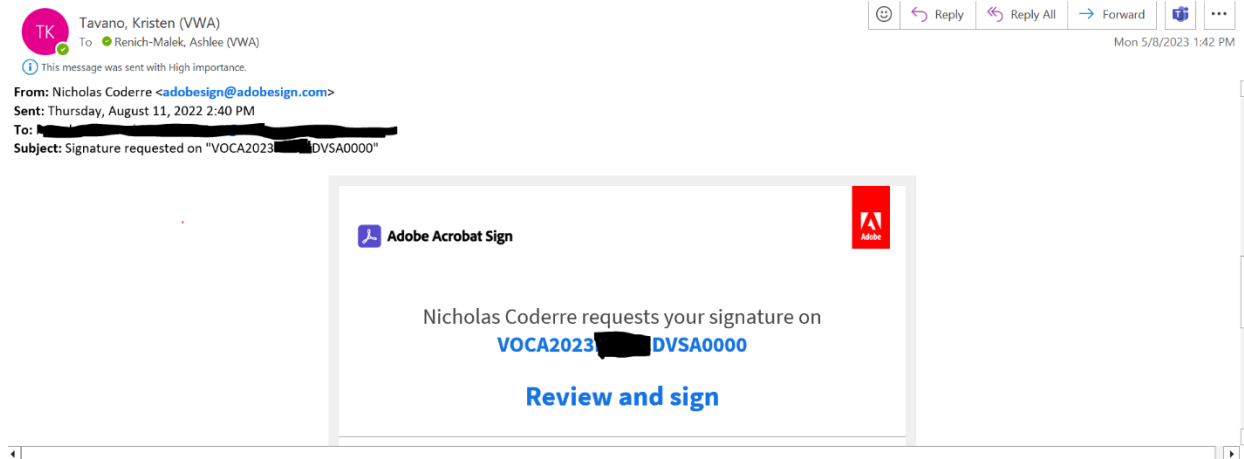 TK
Tavano, Kristen (VWA)
To Renich-Malek, Ashlee (VWA)
Reply Reply All Forward
Mon 5/8/2023 1:42 PM
This message was sent with High importance.
From: Nicholas Coderre <adobesign@adobesign.com>
Sent: Thursday, August 11, 2022 2:40 PM
To:
Subject: Signature requested on "VOCA2023 DVSA0000"
Adobe Acrobat Sign
Adobe
Nicholas Coderre requests your signature on
VOCA2023 DVSA0000
Review and sign